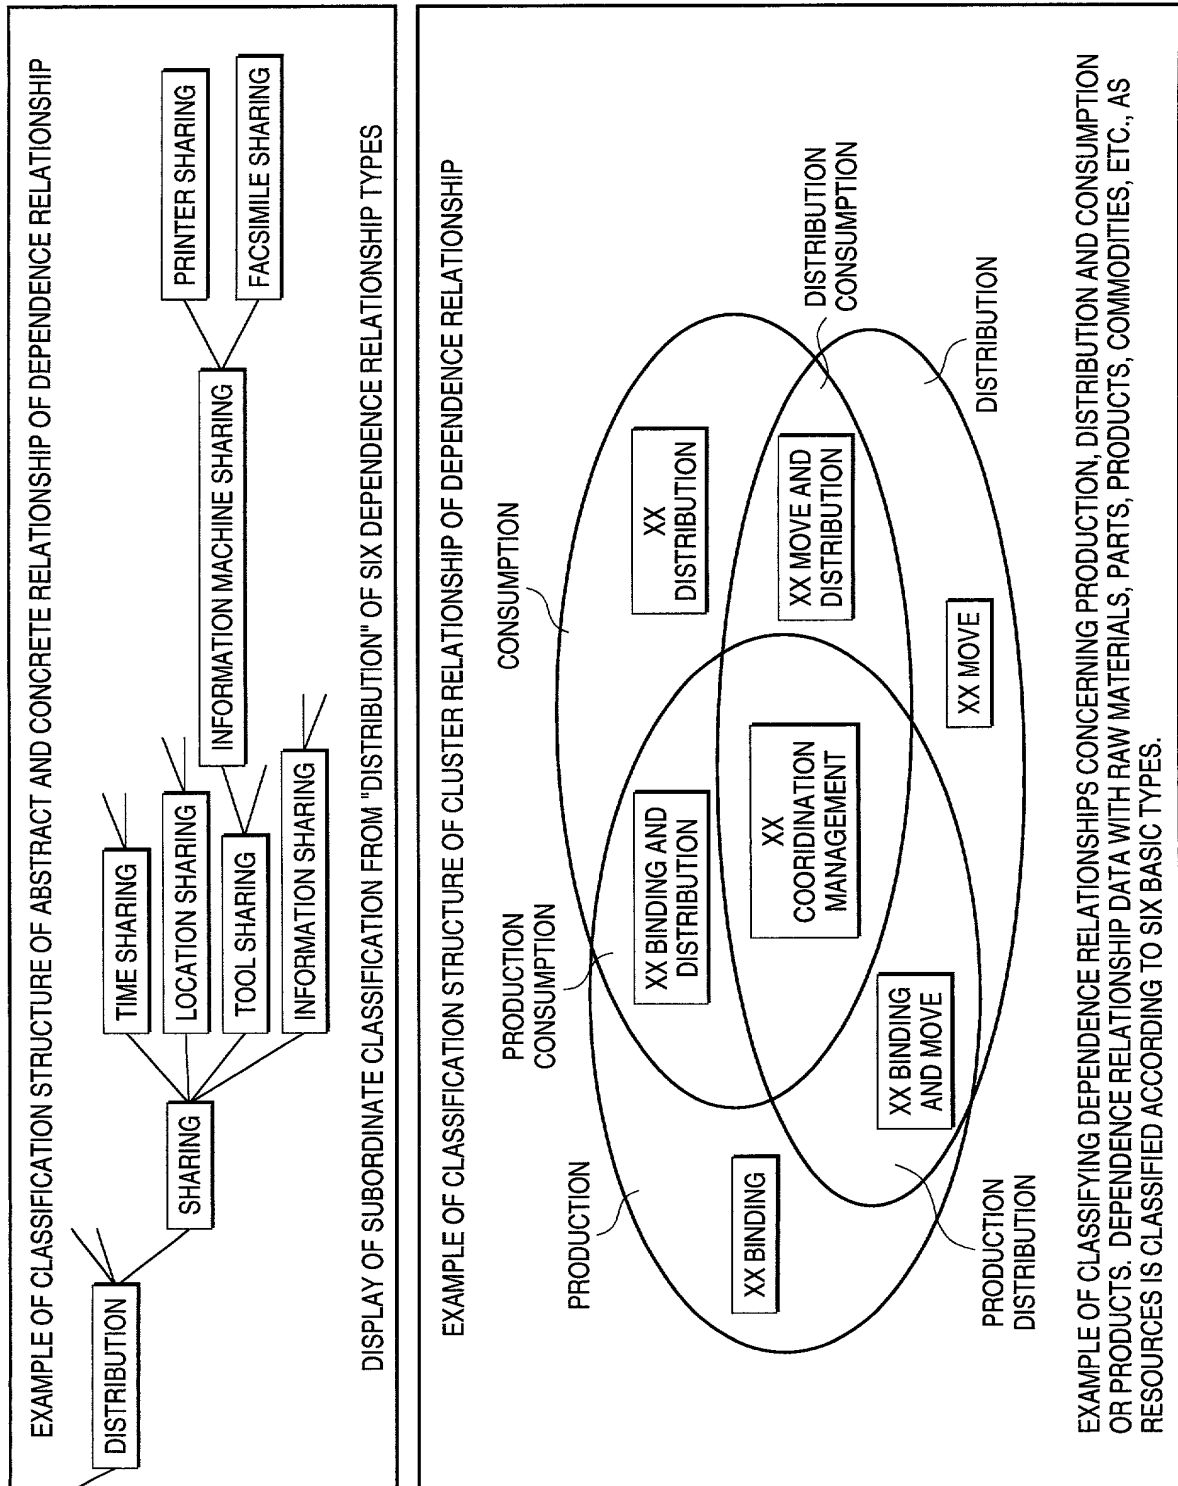 EXAMPLE OF CLASSIFICATION STRUCTURE OF ABSTRACT AND CONCRETE RELATIONSHIP OF DEPENDENCE RELATIONSHIP
DISTRIBUTION
SHARING
TIME SHARING
LOCATION SHARING
TOOL SHARING
INFORMATION SHARING
INFORMATION MACHINE SHARING
PRINTER SHARING
FACSIMILE SHARING
DISPLAY OF SUBORDINATE CLASSIFICATION FROM "DISTRIBUTION" OF SIX DEPENDENCE RELATIONSHIP TYPES
EXAMPLE OF CLASSIFICATION STRUCTURE OF CLUSTER RELATIONSHIP OF DEPENDENCE RELATIONSHIP
PRODUCTION
PRODUCTION
CONSUMPTION
CONSUMPTION
XX BINDING
XX BINDING AND
DISTRIBUTION
XX
DISTRIBUTION
XX
COORIDINATION
MANAGEMENT
XX MOVE AND
DISTRIBUTION
DISTRIBUTION
CONSUMPTION
XX BINDING
AND MOVE
XX MOVE
PRODUCTION
DISTRIBUTION
DISTRIBUTION
EXAMPLE OF CLASSIFYING DEPENDENCE RELATIONSHIPS CONCERNING PRODUCTION, DISTRIBUTION AND CONSUMPTION
OR PRODUCTS. DEPENDENCE RELATIONSHIP DATA WITH RAW MATERIALS, PARTS, PRODUCTS, COMMODITIES, ETC., AS
RESOURCES IS CLASSIFIED ACCORDING TO SIX BASIC TYPES.